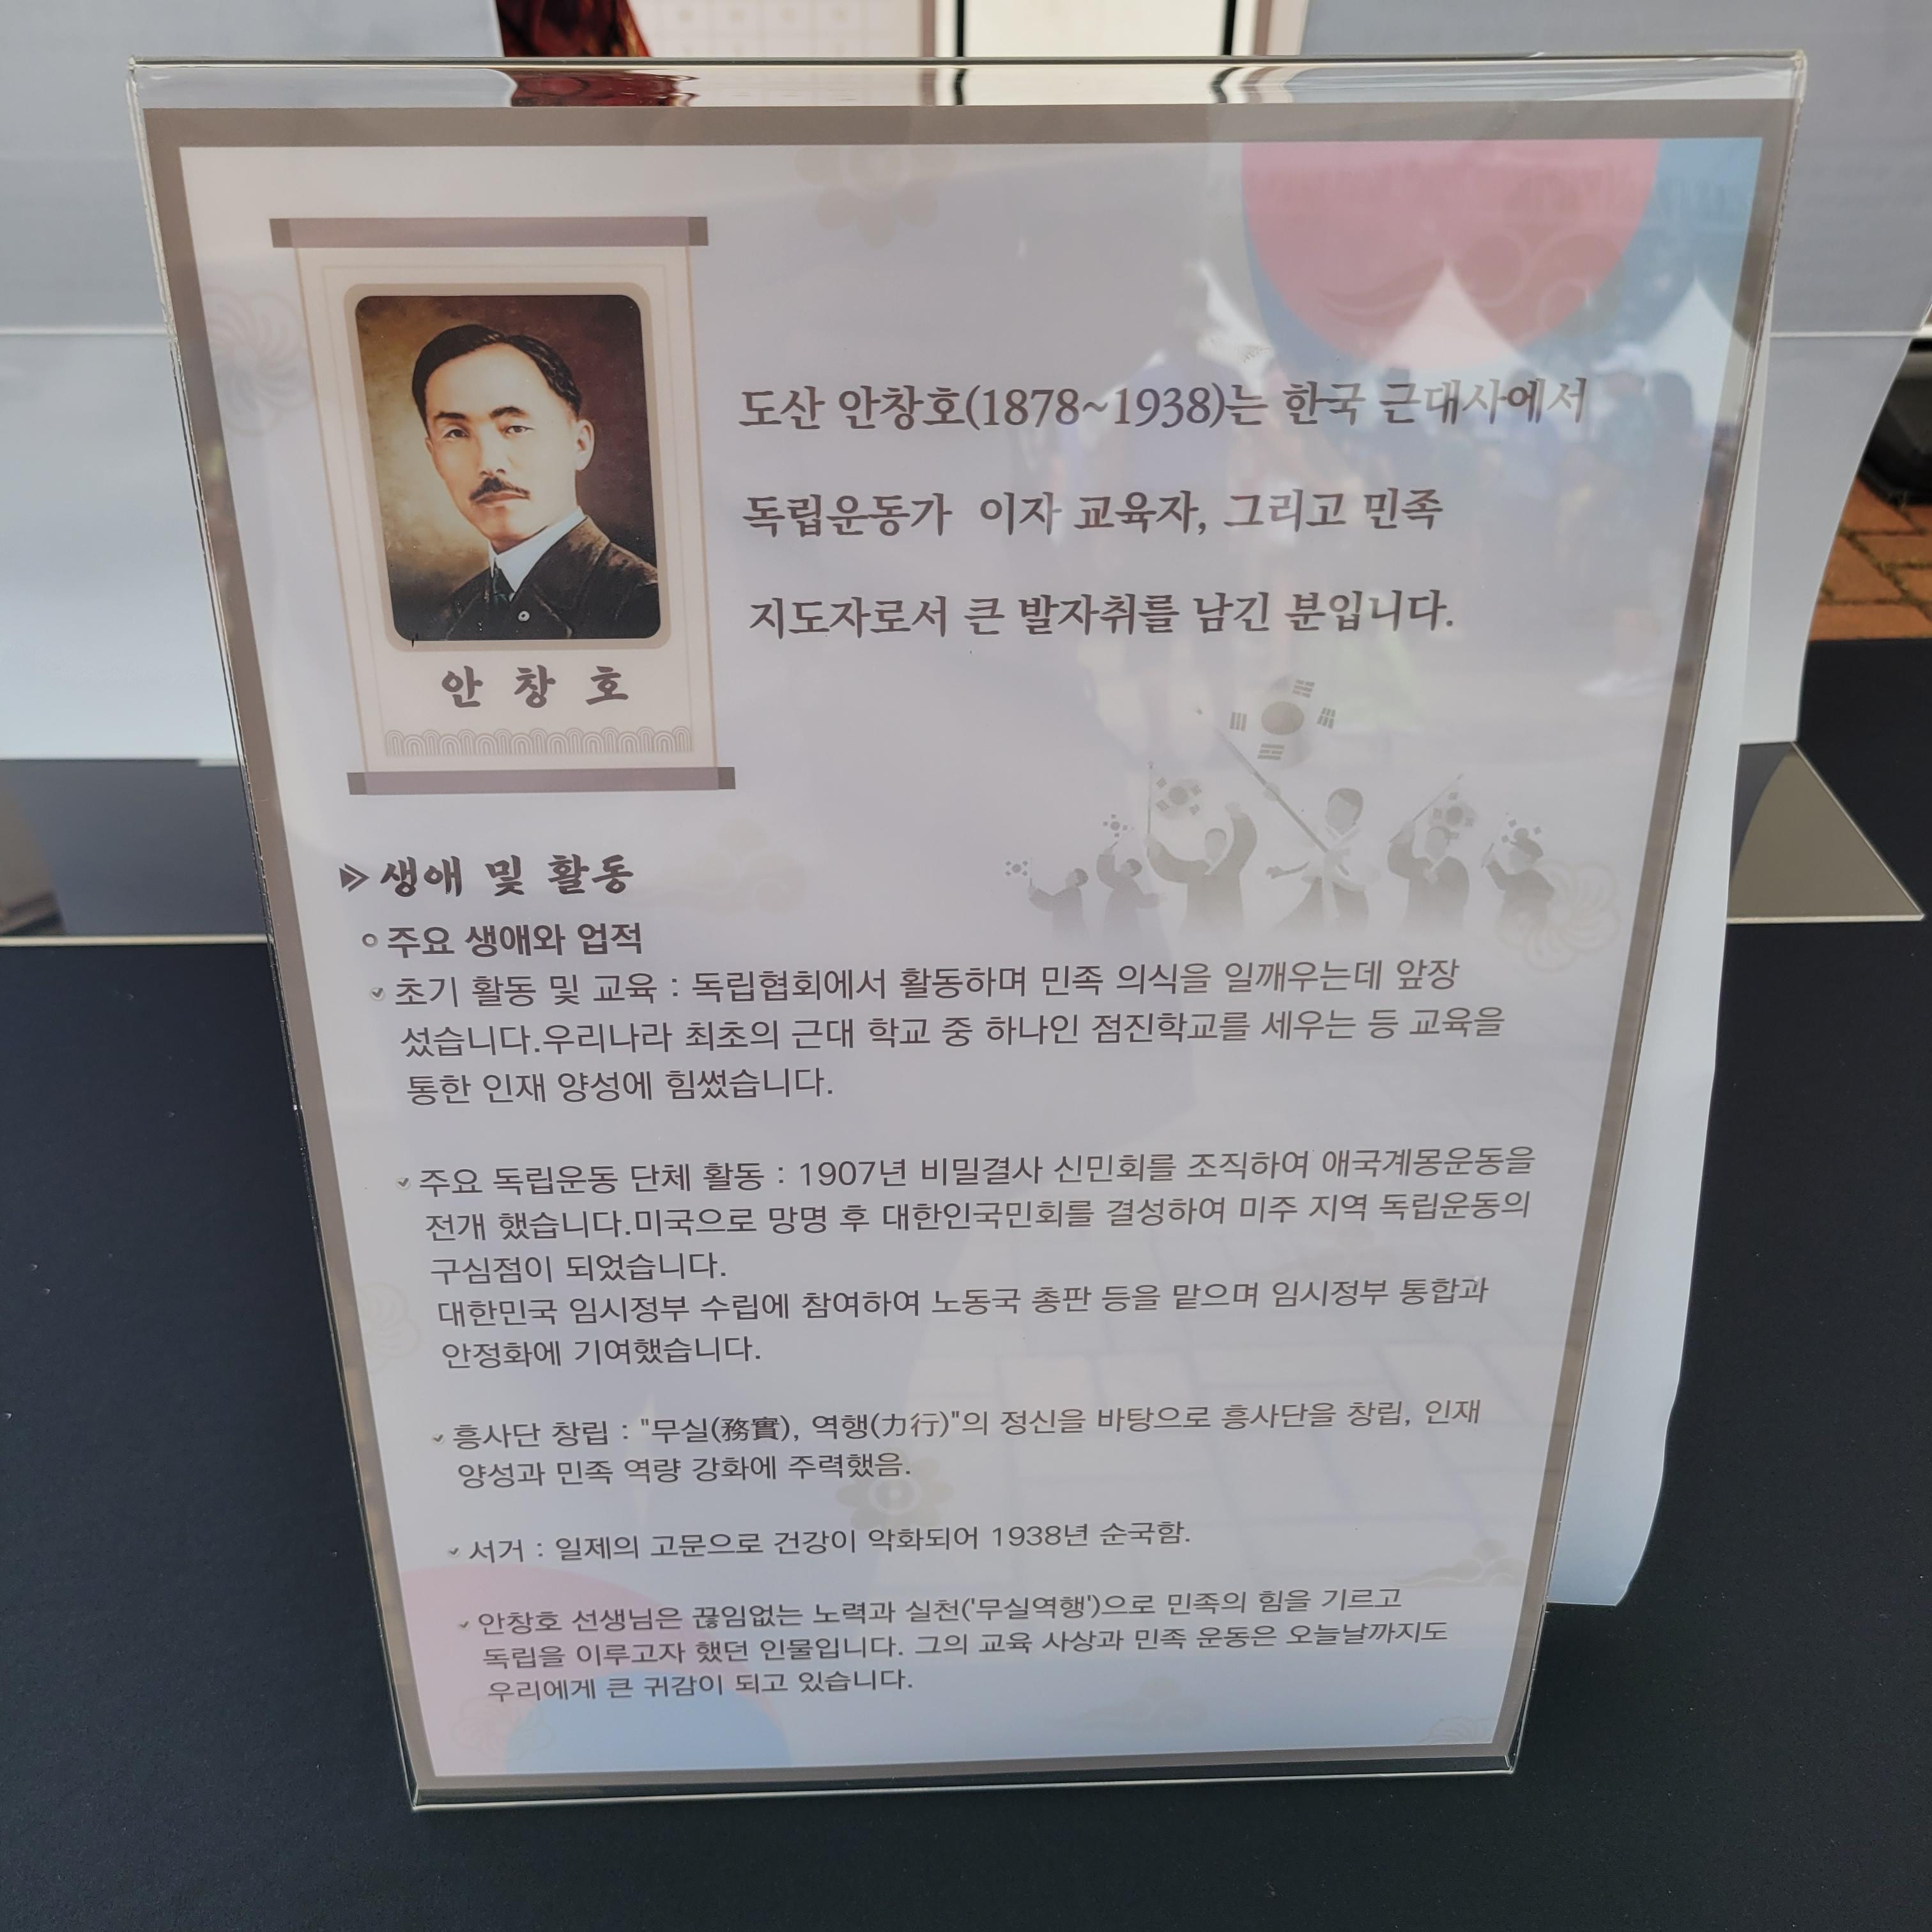 도산 안창호(1878~1938)는 한국 근대사에서
독립운동가 이자 교육자, 그리고 민족
지도자로서 큰 발자취를 남긴 분입니다.
안 창 호
생애 및 활동
주요 생애와 업적
초기 활동 및 교육 : 독립협회에서 활동하며 민족 의식을 일깨우는데 앞장
섰습니다.우리나라 최초의 근대 학교 중 하나인 점진학교를 세우는 등 교육을
통한 인재 양성에 힘썼습니다.
주요 독립운동 단체 활동 : 1907년 비밀결사 신민회를 조직하여 애국계몽운동을
전개 했습니다.미국으로 망명 후 대한인국민회를 결성하여 미주 지역 독립운동의
구심점이 되었습니다.
대한민국 임시정부 수립에 참여하여 노동국 총판 등을 맡으며 임시정부 통합과
안정화에 기여했습니다.
흥사단 창립 : "무실(務實), 역행(力行)"의 정신을 바탕으로 흥사단을 창립, 인재
양성과 민족 역량 강화에 주력했음.
서거 : 일제의 고문으로 건강이 악화되어 1938년 순국함.
안창호 선생님은 끊임없는 노력과 실천('무실역행')으로 민족의 힘을 기르고
독립을 이루고자 했던 인물입니다. 그의 교육 사상과 민족 운동은 오늘날까지도
우리에게 큰 귀감이 되고 있습니다.